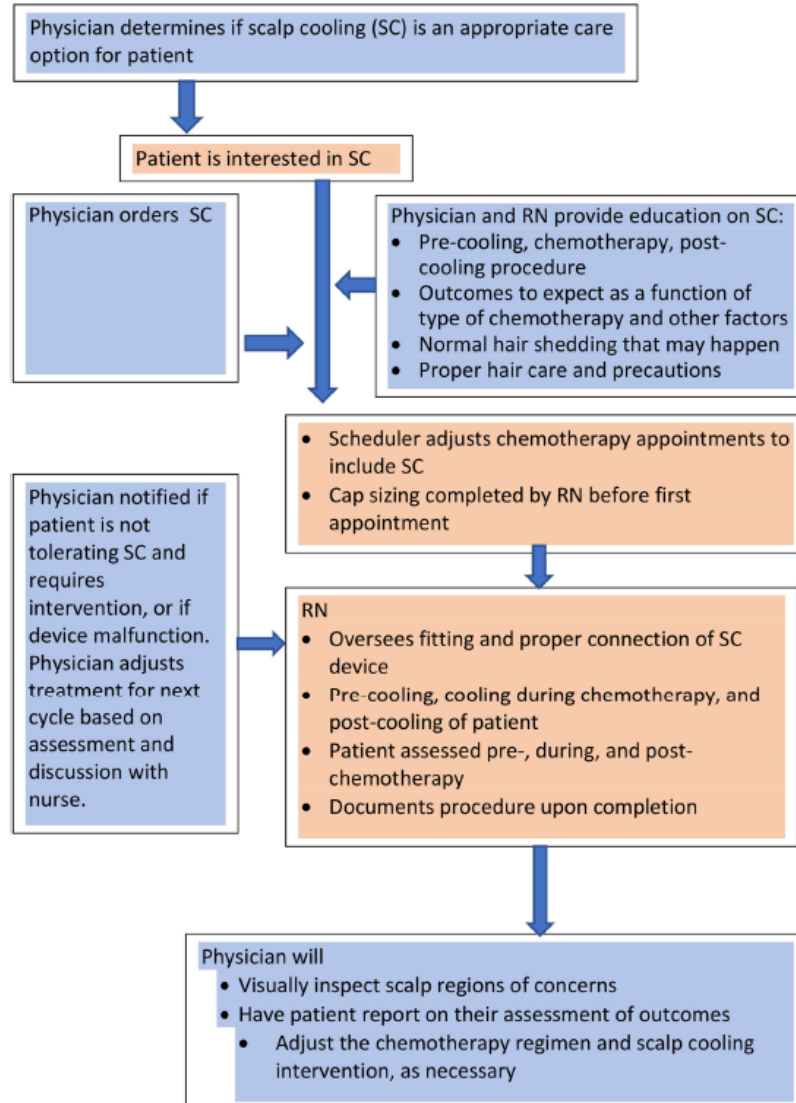 Physician determines if scalp cooling (SC) is an appropriate care
option for patient
Patient is interested in SC
Physician orders  SC
Physician and RN provide education on SC:
• Pre-cooling, chemotherapy, post-
cooling procedure
• Outcomes to expect as a function of
type of chemotherapy and other factors
• Normal hair shedding that may happen
• Proper hair care and precautions
• Scheduler adjusts chemotherapy appointments to
include SC
• Cap sizing completed by RN before first
appointment
Physician notified if
patient is not
tolerating SC and
requires
intervention, or if
device malfunction.
Physician adjusts
treatment for next
cycle based on
assessment and
discussion with
nurse.
RN
• Oversees fitting and proper connection of SC
device
• Pre-cooling, cooling during chemotherapy, and
post-cooling of patient
• Patient assessed pre-, during, and post-
chemotherapy
• Documents procedure upon completion
Physician will
• Visually inspect scalp regions of concerns
• Have patient report on their assessment of outcomes
• Adjust the chemotherapy regimen and scalp cooling
intervention, as necessary